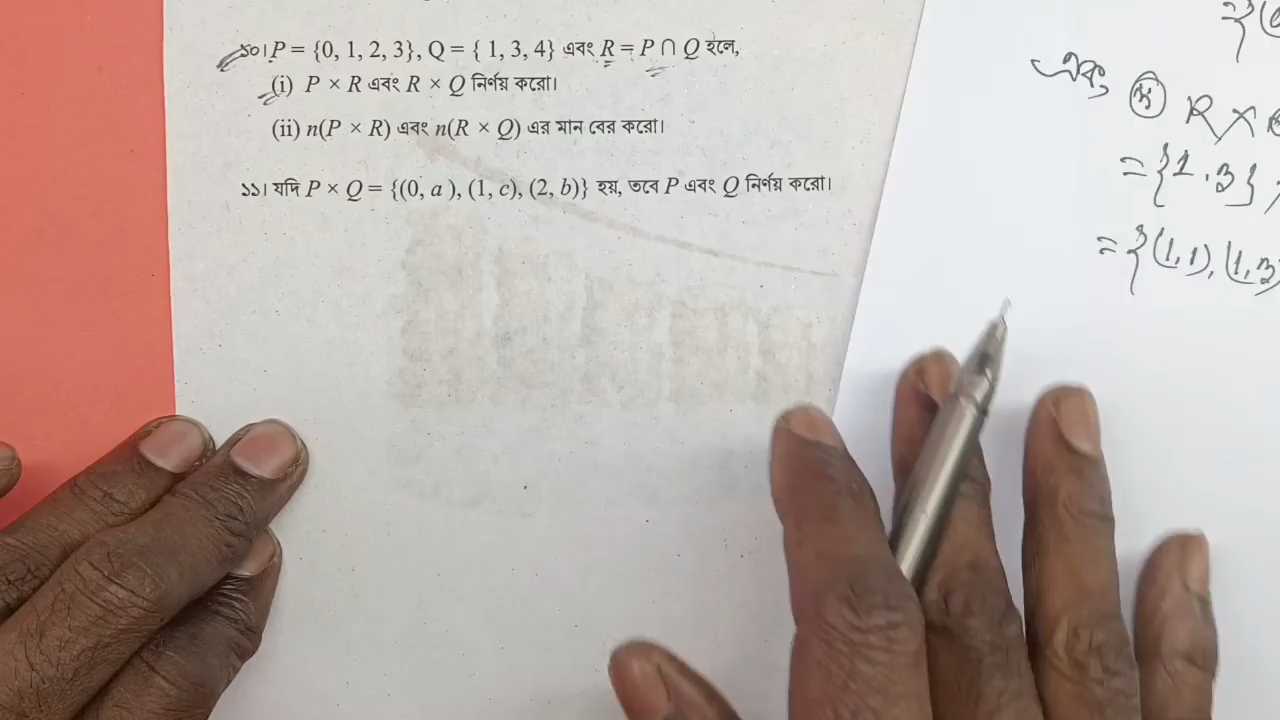 ১০। P = {0, 1, 2, 3}, Q = { 1, 3, 4} এবং R = P ∩ Q হলে,
(i) P × R এবং R × Q নির্ণয় করো।
(ii) n(P × R) এবং n(R × Q) এর মান বের করো।
১১। যদি P × Q = {(0, a ), (1, c), (2, b)} হয়, তবে P এবং Q নির্ণয় করো।
এবং R ×
= {1, 3}
= {(1,1), (1,3)